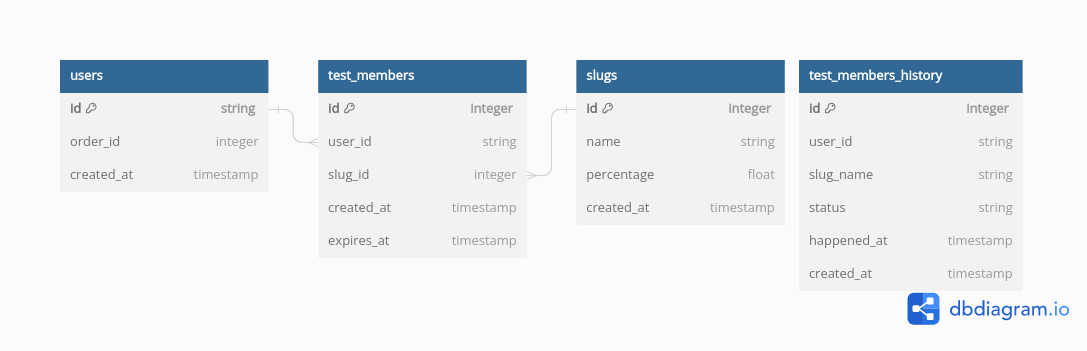 users
id string
order_id integer
created_at timestamp
test_members
id integer
user_id string
slug_id integer
created_at timestamp
expires_at timestamp
slugs
id integer
name string
percentage float
created_at timestamp
test_members_history
id integer
user_id string
slug_name string
status string
happened_at timestamp
created_at timestamp
dbdiagram.io